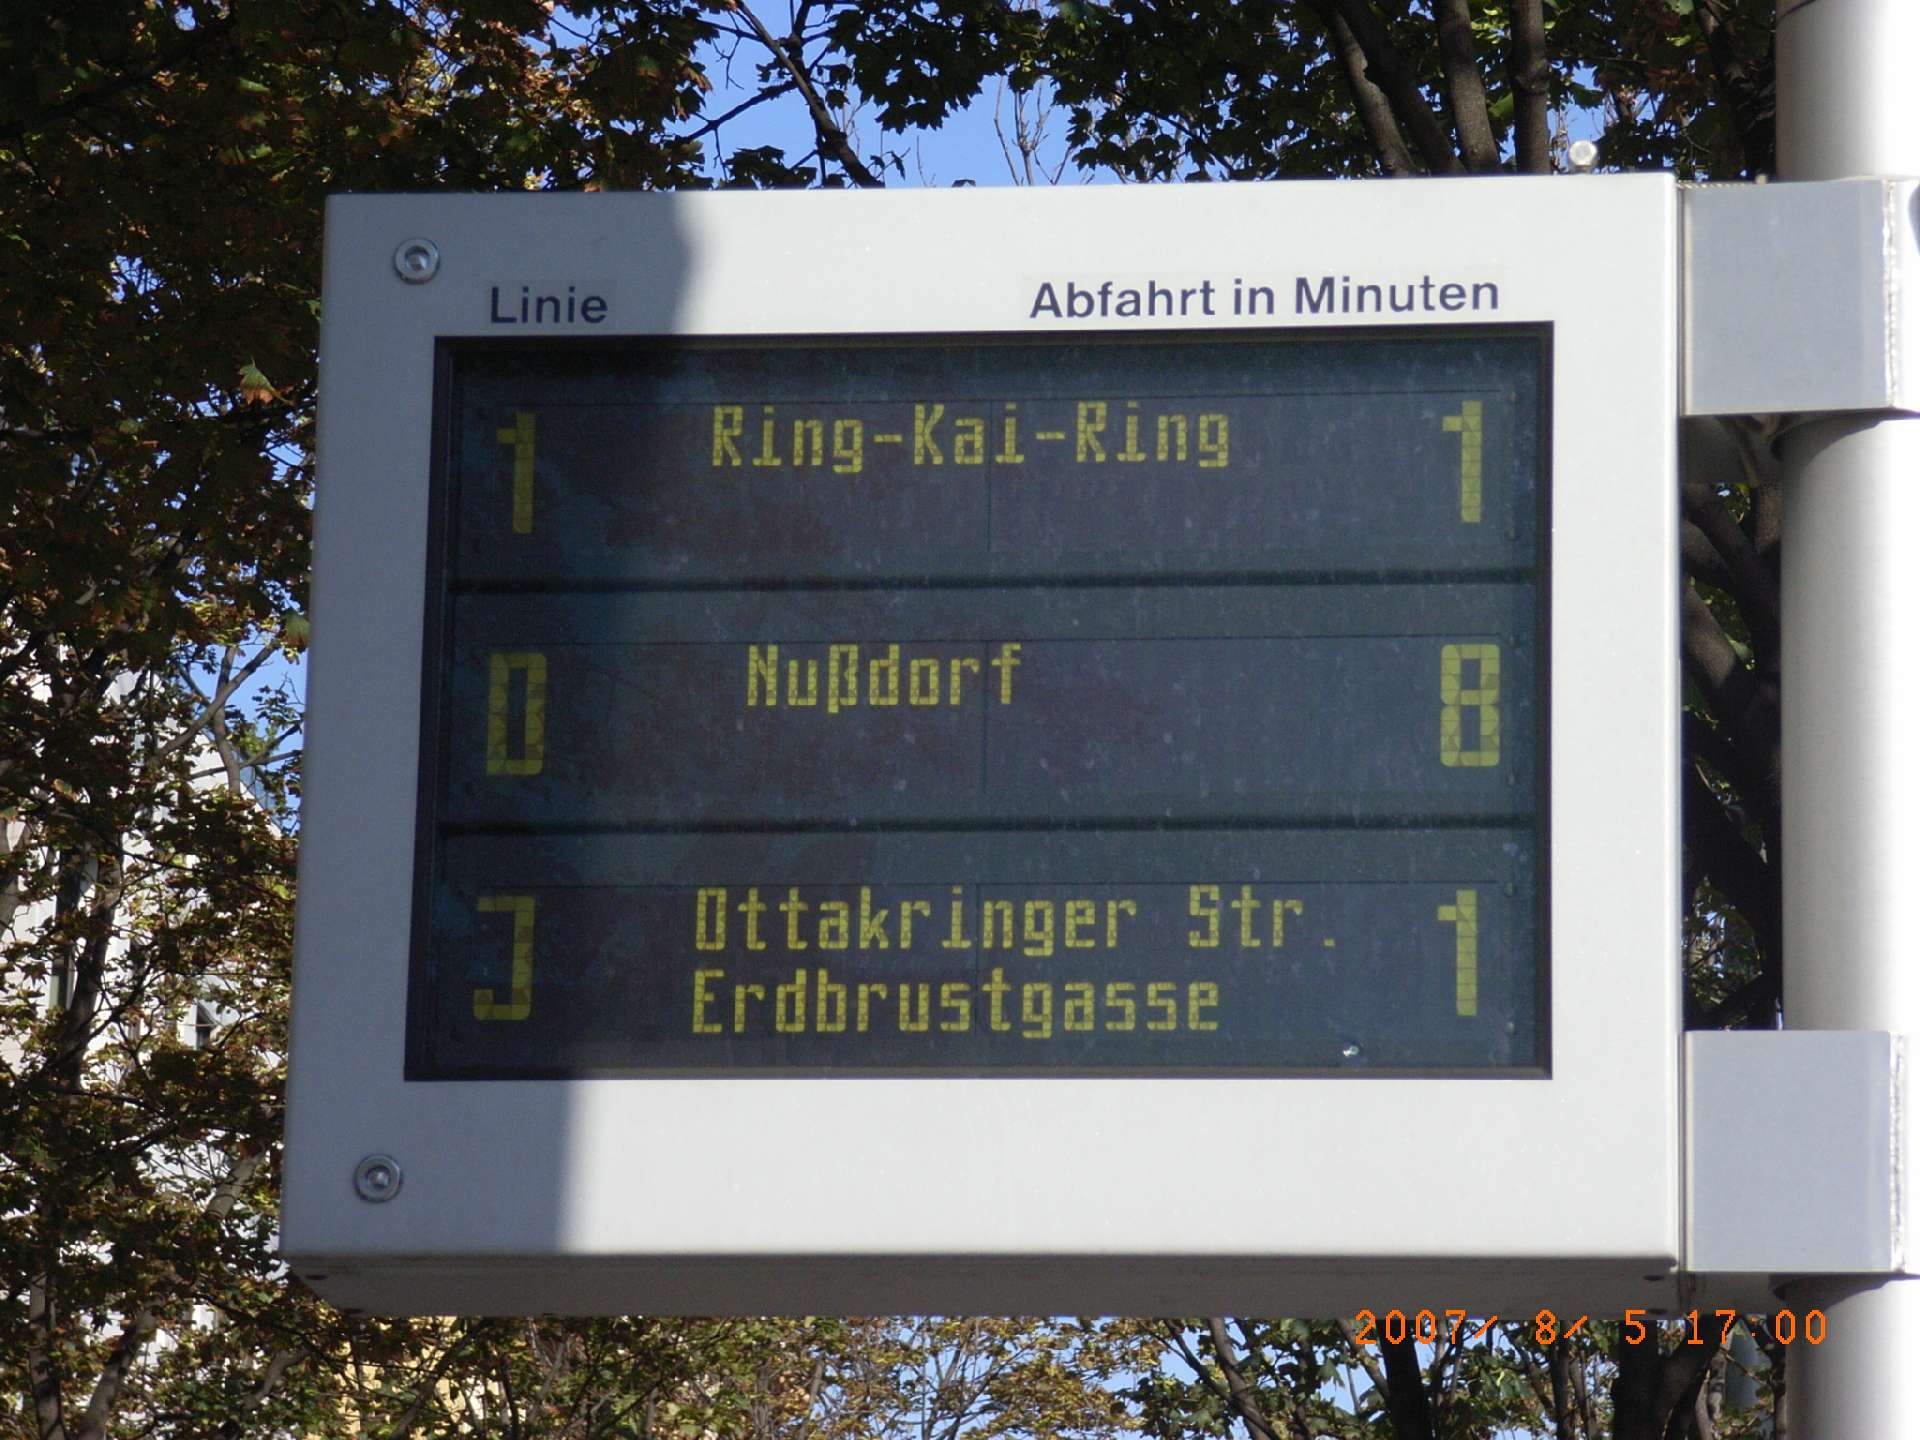 Linie Abfahrt in Minuten
1 Ring-Kai-Ring 1
D Nußdorf 8
J Ottakringer Str. 1
Erdbrustgasse
2007/ 8/ 5 17:00